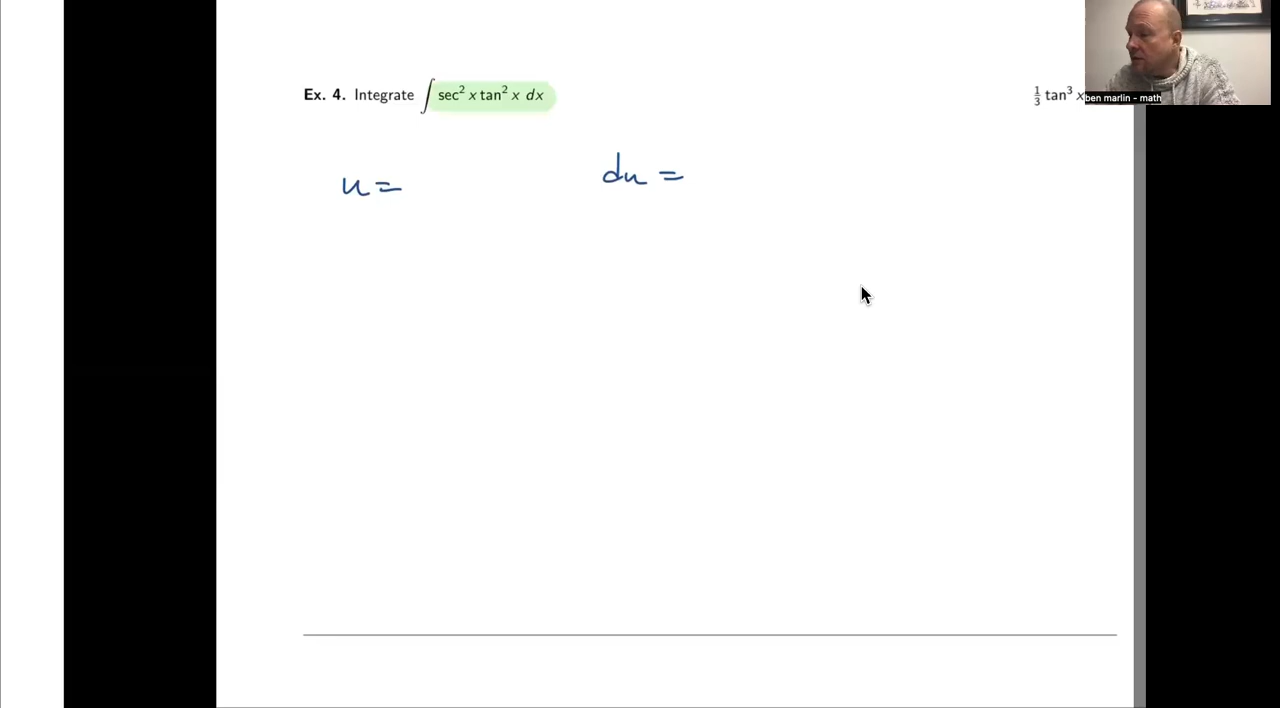 Ex. 4. Integrate ∫ sec² x tan² x dx
1/3 tan³ x
ben marlin - math
u =
du =